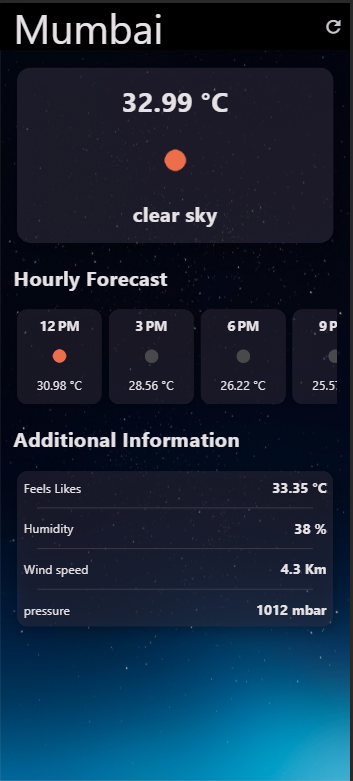 Mumbai
32.99 °C
clear sky
Hourly Forecast
12 PM 3 PM 6 PM 9 P
30.98 °C 28.56 °C 26.22 °C 25.5
Additional Information
Feels Likes 33.35 °C
Humidity 38 %
Wind speed 4.3 Km
pressure 1012 mbar